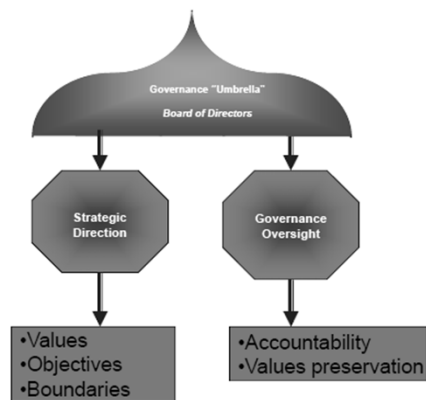 Governance "Umbrella"
Board of Directors
Strategic
Direction
Governance
Oversight
•Values
•Objectives
•Boundaries
•Accountability
•Values preservation